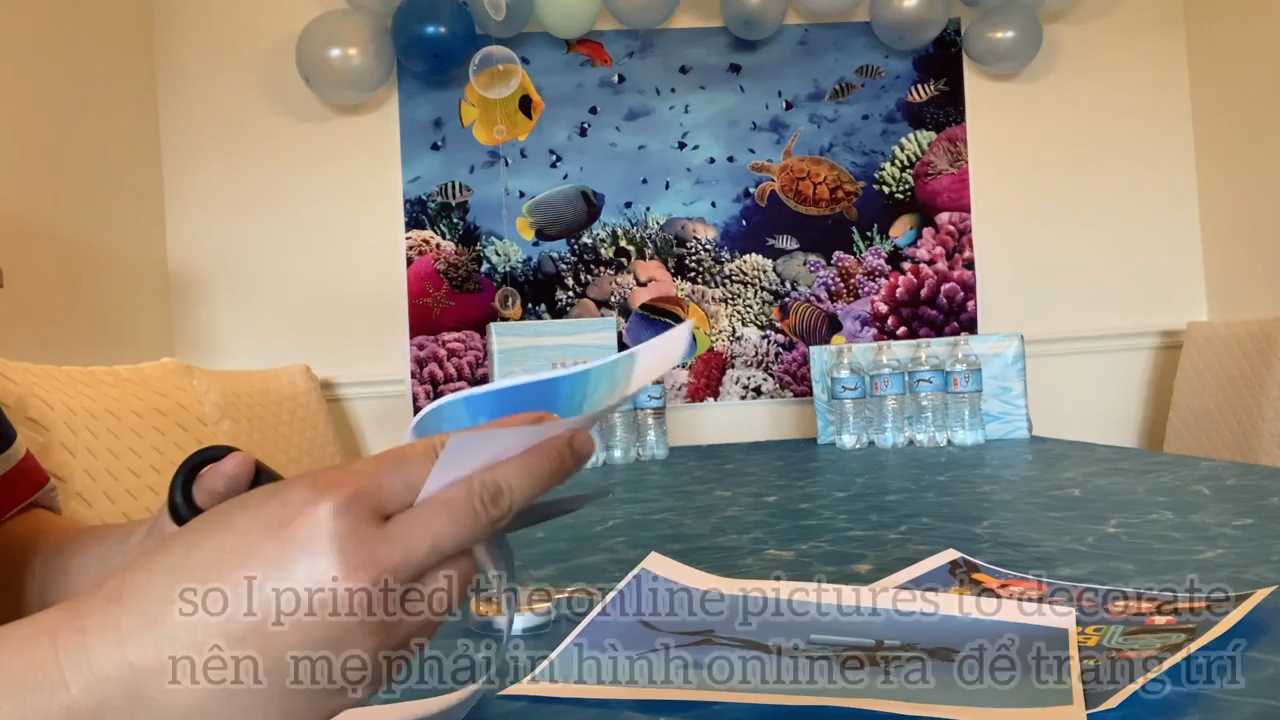 so I printed the online pictures to decorate
nên mẹ phải in hình online ra để trang trí